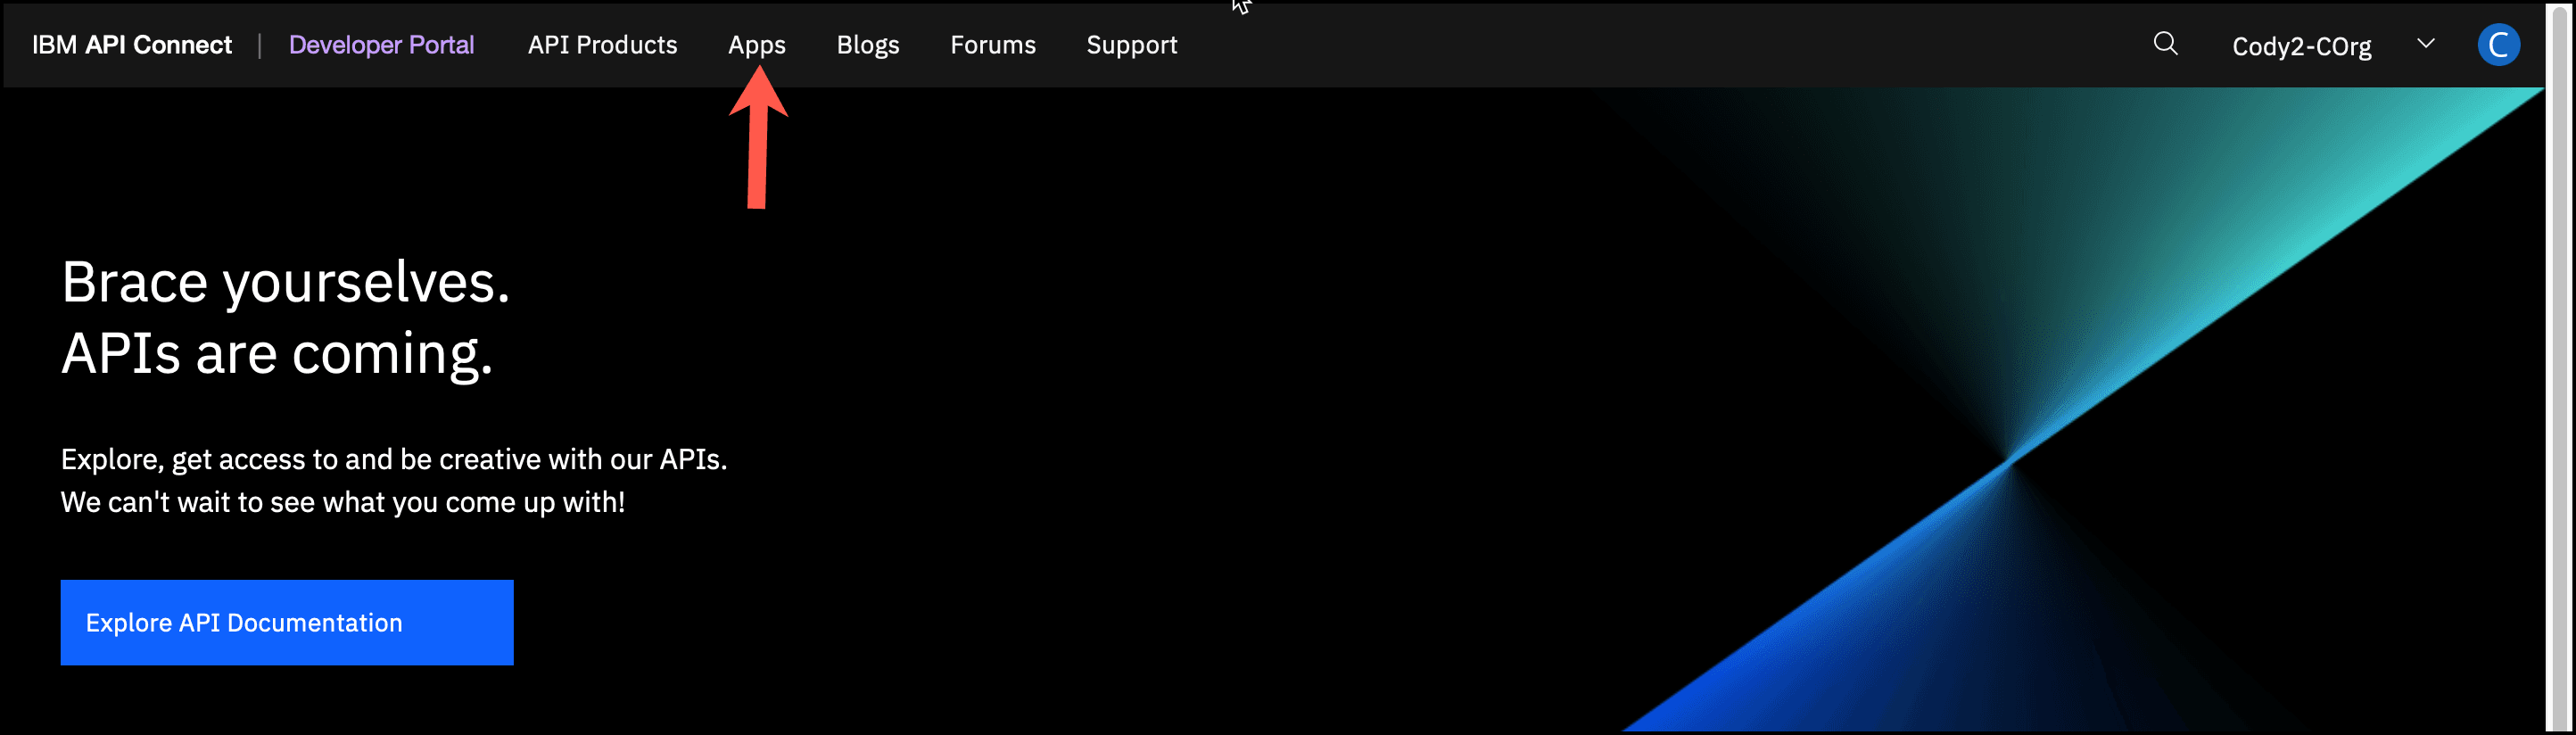 IBM API Connect | Developer Portal API Products Apps Blogs Forums Support Cody2-COrg C
Brace yourselves.
APIs are coming.
Explore, get access to and be creative with our APIs.
We can't wait to see what you come up with!
Explore API Documentation